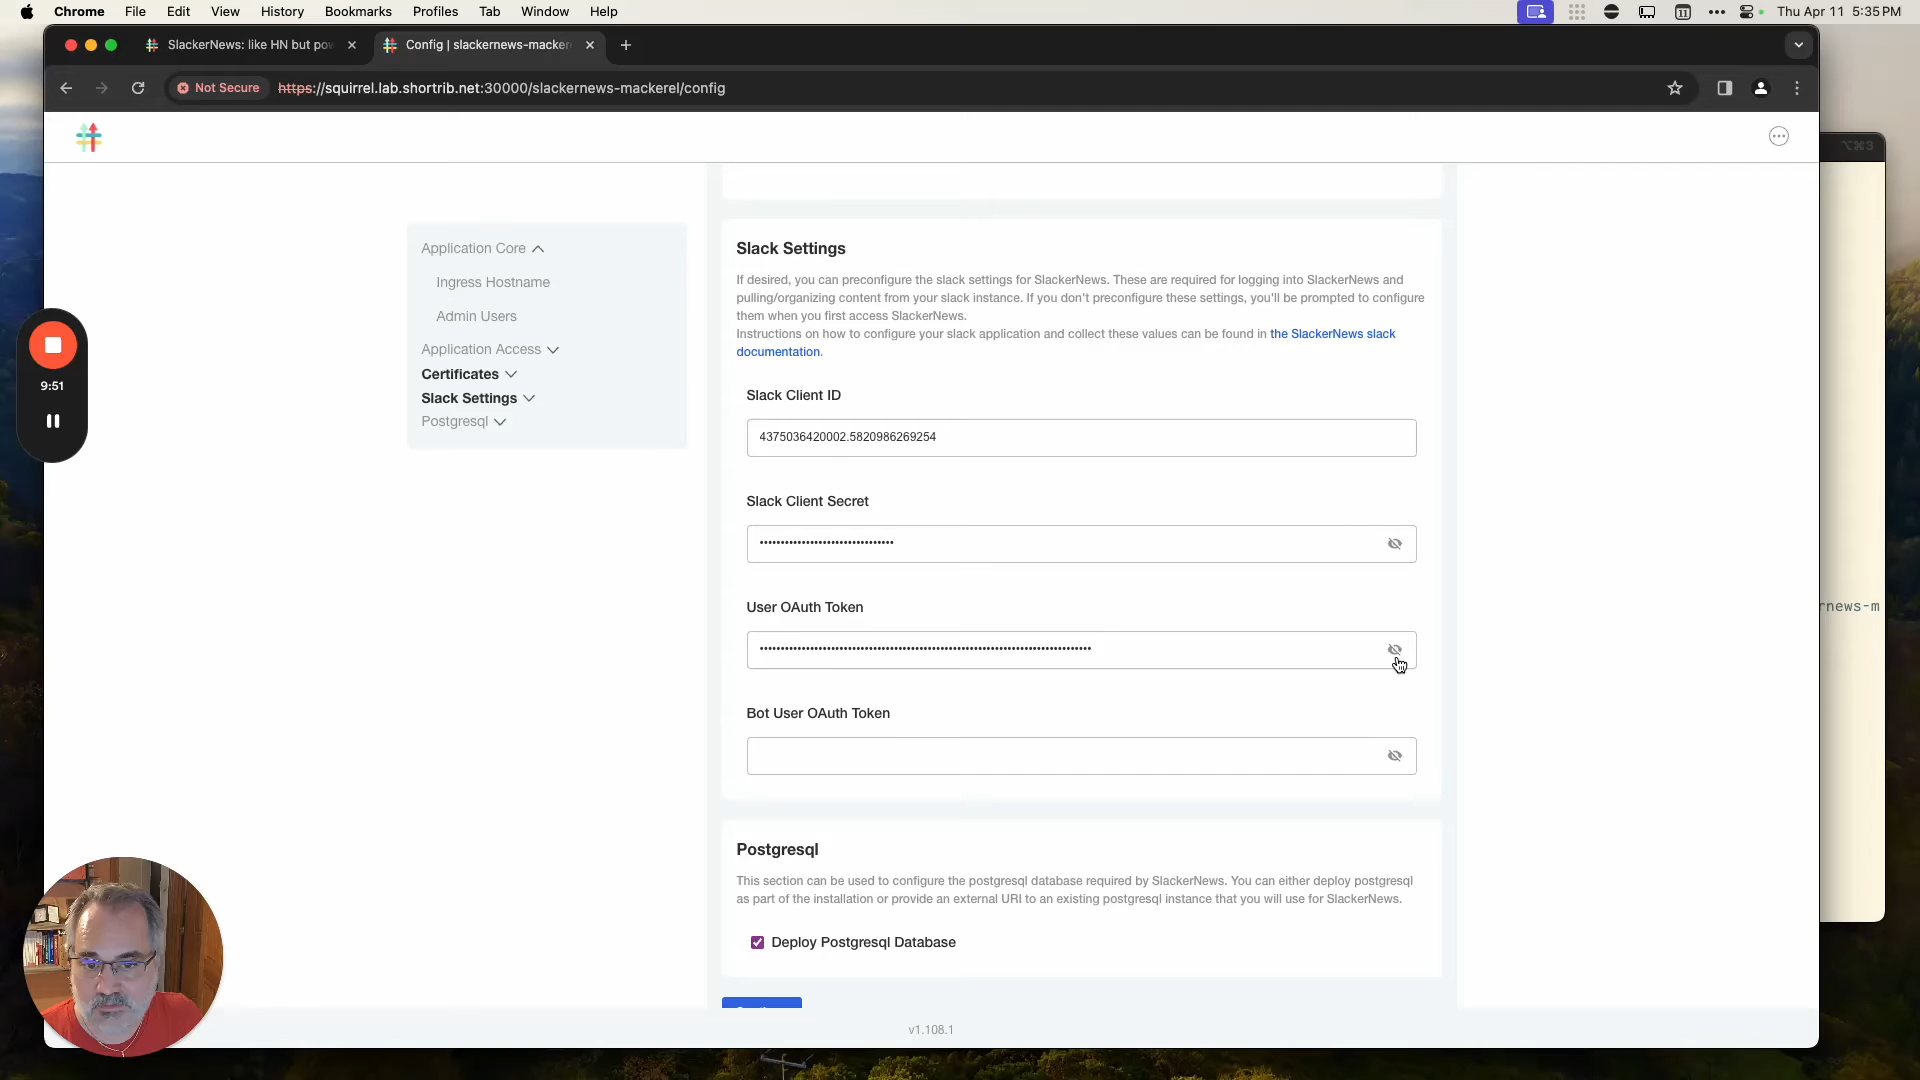 Chrome File Edit View History Bookmarks Profiles Tab Window Help
11 Thu Apr 11 5:35 PM
SlackerNews: like HN but po
Config | slackernews-macker
Not Secure https://squirrel.lab.shortrib.net:30000/slackernews-mackerel/config
⌥⌘3
Application Core
Ingress Hostname
Admin Users
Application Access
Certificates
Slack Settings
Postgresql
9:51
Slack Settings
If desired, you can preconfigure the slack settings for SlackerNews. These are required for logging into SlackerNews and
pulling/organizing content from your slack instance. If you don't preconfigure these settings, you'll be prompted to configure
them when you first access SlackerNews.
Instructions on how to configure your slack application and collect these values can be found in the SlackerNews slack
documentation.
Slack Client ID
4375036420002.5820986269254
Slack Client Secret
User OAuth Token
Bot User OAuth Token
rnews-m
Postgresql
This section can be used to configure the postgresql database required by SlackerNews. You can either deploy postgresql
as part of the installation or provide an external URI to an existing postgresql instance that you will use for SlackerNews.
Deploy Postgresql Database
v1.108.1